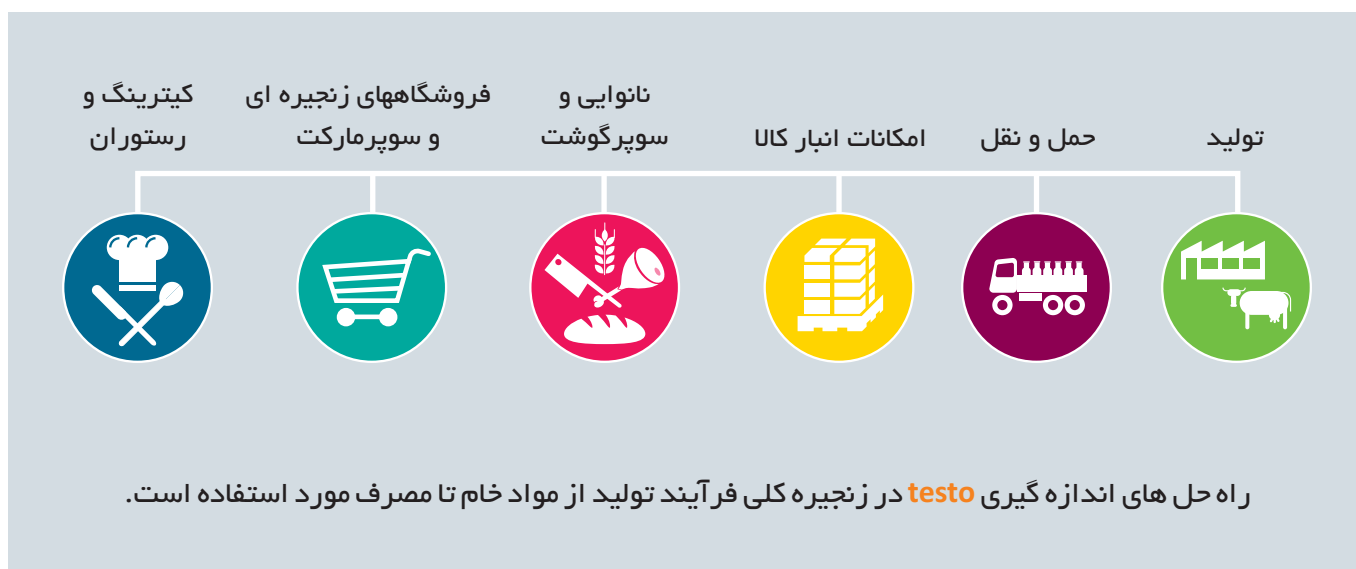 تولید
حمل و نقل
امکانات انبار کالا
نانوایی و
سوپرگوشت
فروشگاههای زنجیره ای
و سوپرمارکت
کیترینگ و
رستوران
راه حل های اندازه گیری testo در زنجیره کلی فرآیند تولید از مواد خام تا مصرف مورد استفاده است.